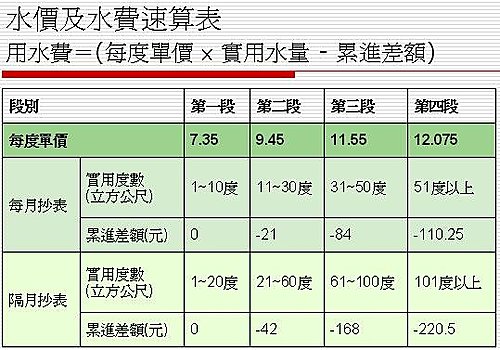 水價及水費速算表
用水費＝(每度單價 x 實用水量 - 累進差額)
段別 第一段 第二段 第三段 第四段
每度單價 7.35 9.45 11.55 12.075
每月抄表 實用度數(立方公尺) 1~10度 11~30度 31~50度 51度以上
累進差額(元) 0 -21 -84 -110.25
隔月抄表 實用度數(立方公尺) 1~20度 21~60度 61~100度 101度以上
累進差額(元) 0 -42 -168 -220.5